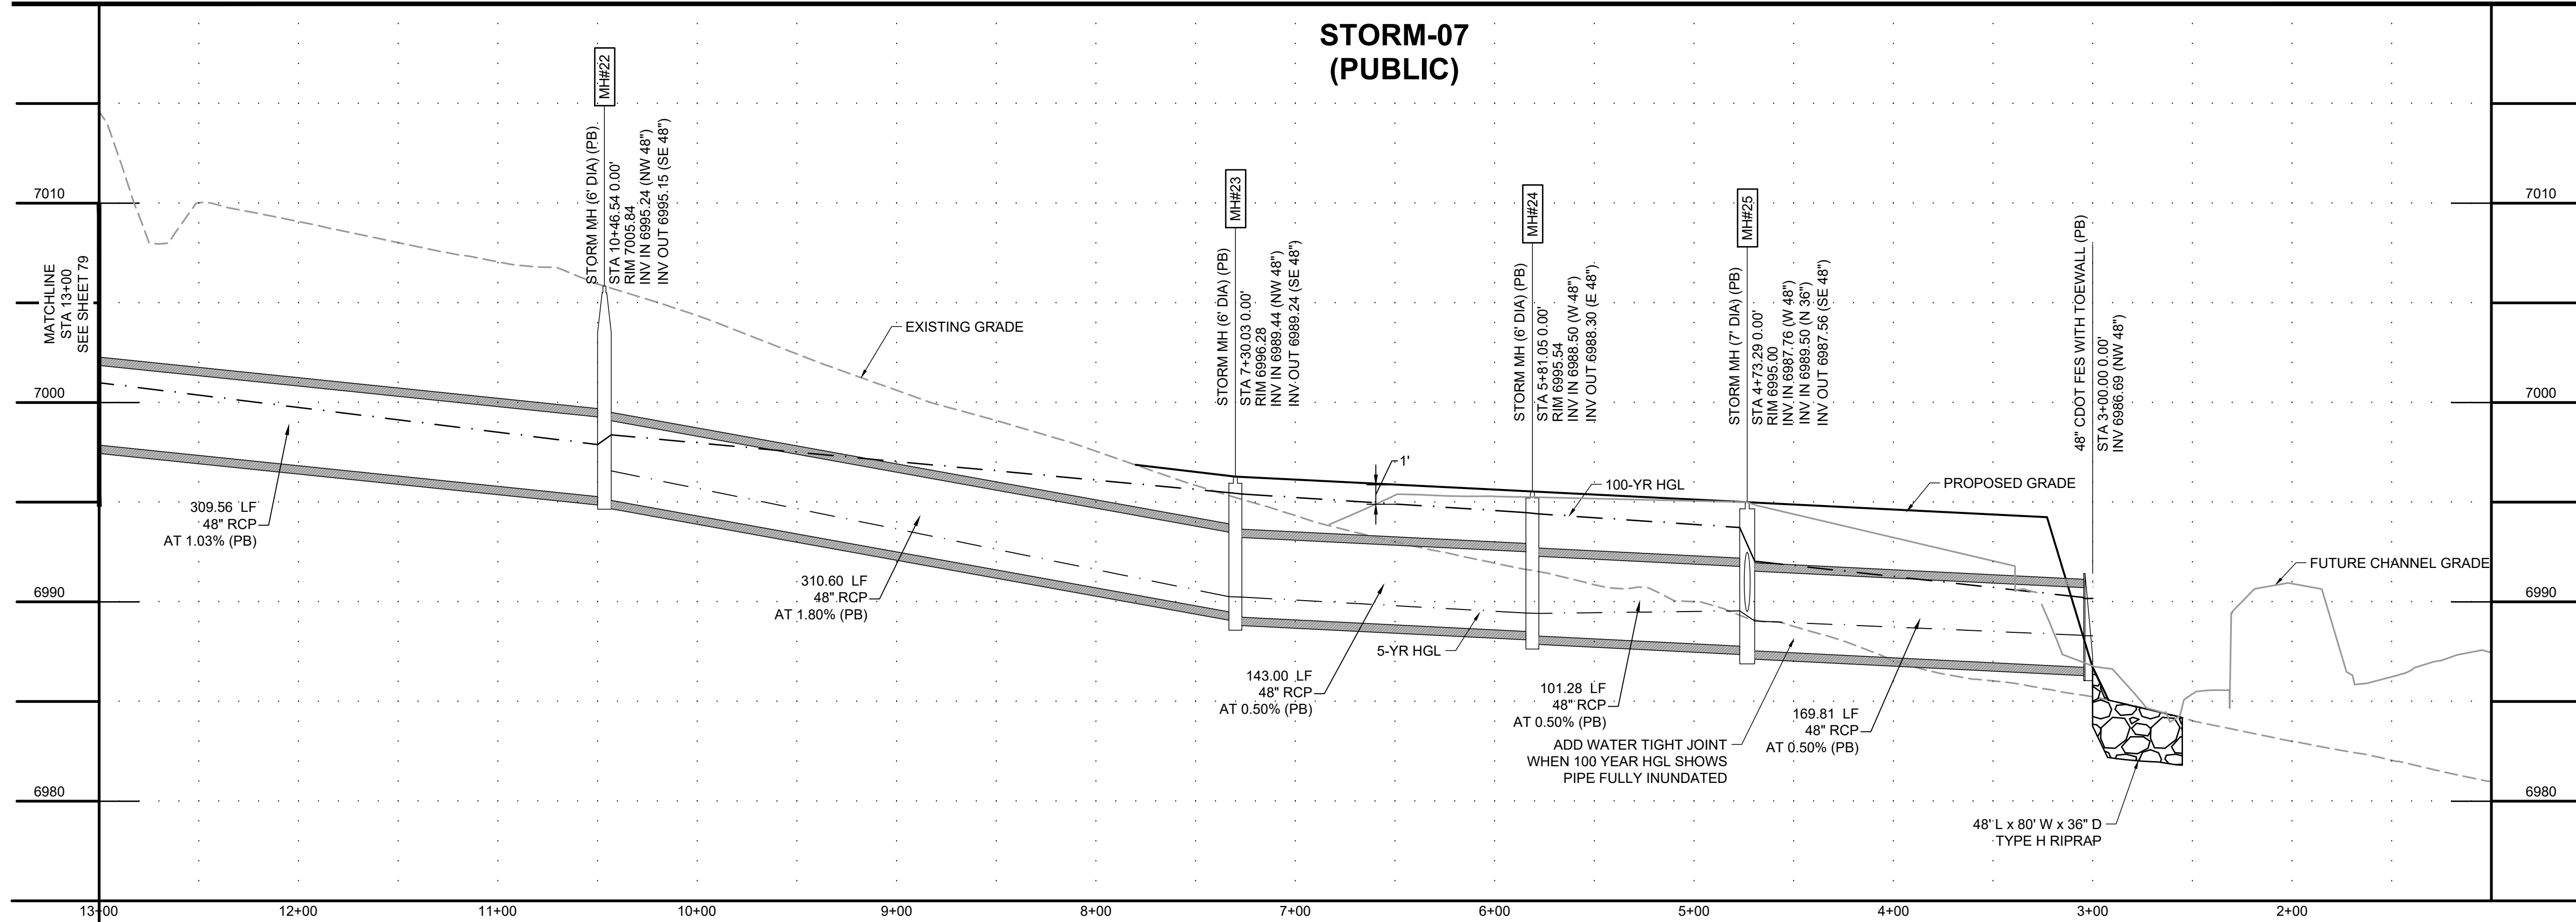 STORM-07
(PUBLIC)
MH#22
STORM MH (6' DIA) (PB)
STA 10+46.54 0.00'
RIM 7005.84
INV IN 6995.24 (NW 48")
INV OUT 6995.15 (SE 48")
MH#23
STORM MH (6' DIA) (PB)
STA 7+30.03 0.00'
RIM 6996.28
INV IN 6989.44 (NW 48")
INV OUT 6989.24 (SE 48")
MH#24
STORM MH (6' DIA) (PB)
STA 5+81.05 0.00'
RIM 6995.54
INV IN 6988.50 (W 48")
INV OUT 6988.30 (E 48")
MH#25
STORM MH (7' DIA) (PB)
STA 4+73.29 0.00'
RIM 6995.00
INV IN 6987.76 (W 48")
INV IN 6989.50 (N 36")
INV OUT 6987.56 (SE 48")
48" CDOT FES WITH TOEWALL (PB)
STA 3+00.00 0.00'
INV 6986.69 (NW 48")
7010
7010
MATCHLINE
STA 13+00
SEE SHEET 79
EXISTING GRADE
7000
7000
1'
100-YR HGL
PROPOSED GRADE
309.56 LF
48" RCP
AT 1.03% (PB)
FUTURE CHANNEL GRADE
310.60 LF
48" RCP
AT 1.80% (PB)
6990
6990
5-YR HGL
143.00 LF
48" RCP
AT 0.50% (PB)
101.28 LF
48" RCP
AT 0.50% (PB)
169.81 LF
48" RCP
AT 0.50% (PB)
ADD WATER TIGHT JOINT
WHEN 100 YEAR HGL SHOWS
PIPE FULLY INUNDATED
6980
6980
48' L x 80' W x 36" D
TYPE H RIPRAP
13+00
12+00
11+00
10+00
9+00
8+00
7+00
6+00
5+00
4+00
3+00
2+00